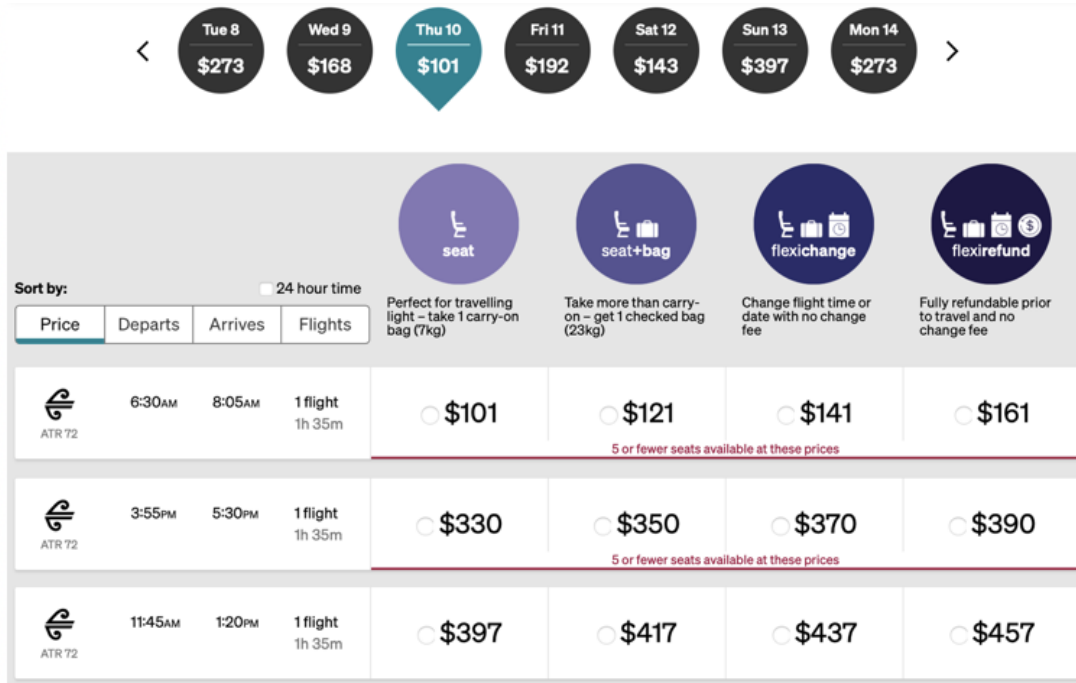 Tue 8 Wed 9 Thu 10 Fri 11 Sat 12 Sun 13 Mon 14
$273 $168 $101 $192 $143 $397 $273
seat seat+bag flexichange flexirefund
Sort by: 24 hour time
Price Departs Arrives Flights
Perfect for travelling
light – take 1 carry-on
bag (7kg)
Take more than carry-
on – get 1 checked bag
(23kg)
Change flight time or
date with no change
fee
Fully refundable prior
to travel and no
change fee
6:30AM 8:05AM 1 flight $101 $121 $141 $161
ATR 72 1h 35m
5 or fewer seats available at these prices
3:55PM 5:30PM 1 flight $330 $350 $370 $390
ATR 72 1h 35m
5 or fewer seats available at these prices
11:45AM 1:20PM 1 flight $397 $417 $437 $457
ATR 72 1h 35m